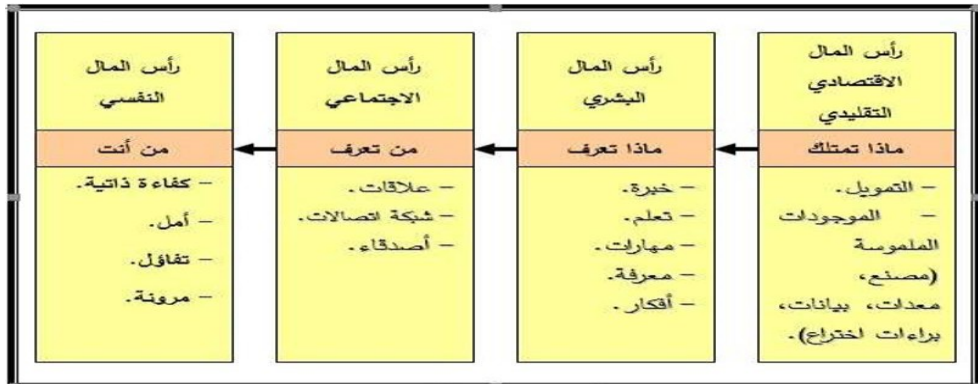 رأس المال
الاقتصادي
التقليدي
ماذا تمتلك
– التمويل.
– الموجودات
الملموسة
(مصنع،
معدات، بيانات،
براءات اختراع).
رأس المال
البشري
ماذا تعرف
– خبرة.
– تعلم.
– مهارات.
– معرفة.
– أفكار.
رأس المال
الاجتماعي
من تعرف
– علاقات.
– شبكة اتصالات.
– أصدقاء.
رأس المال
النفسي
من أنت
– كفاءة ذاتية.
– أمل.
– تفاؤل.
– مرونة.